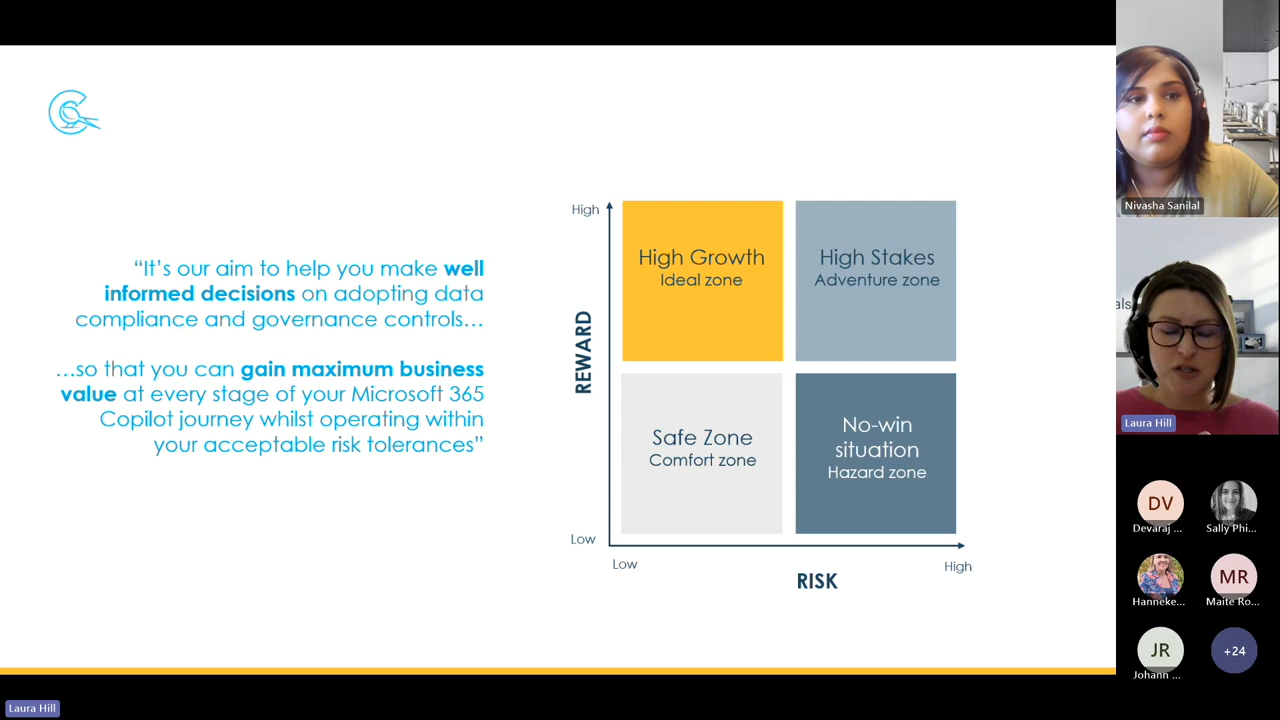 “It’s our aim to help you make well
informed decisions on adopting data
compliance and governance controls…
…so that you can gain maximum business
value at every stage of your Microsoft 365
Copilot journey whilst operating within
your acceptable risk tolerances”
High
REWARD
Low
High Growth
Ideal zone
High Stakes
Adventure zone
Safe Zone
Comfort zone
No-win
situation
Hazard zone
Low
High
RISK
Nivasha Sanilal
als
Laura Hill
DV
Devaraj ...
Sally Phi...
Hanneke...
MR
Maite Ro...
JR
Johann ...
+24
Laura Hill